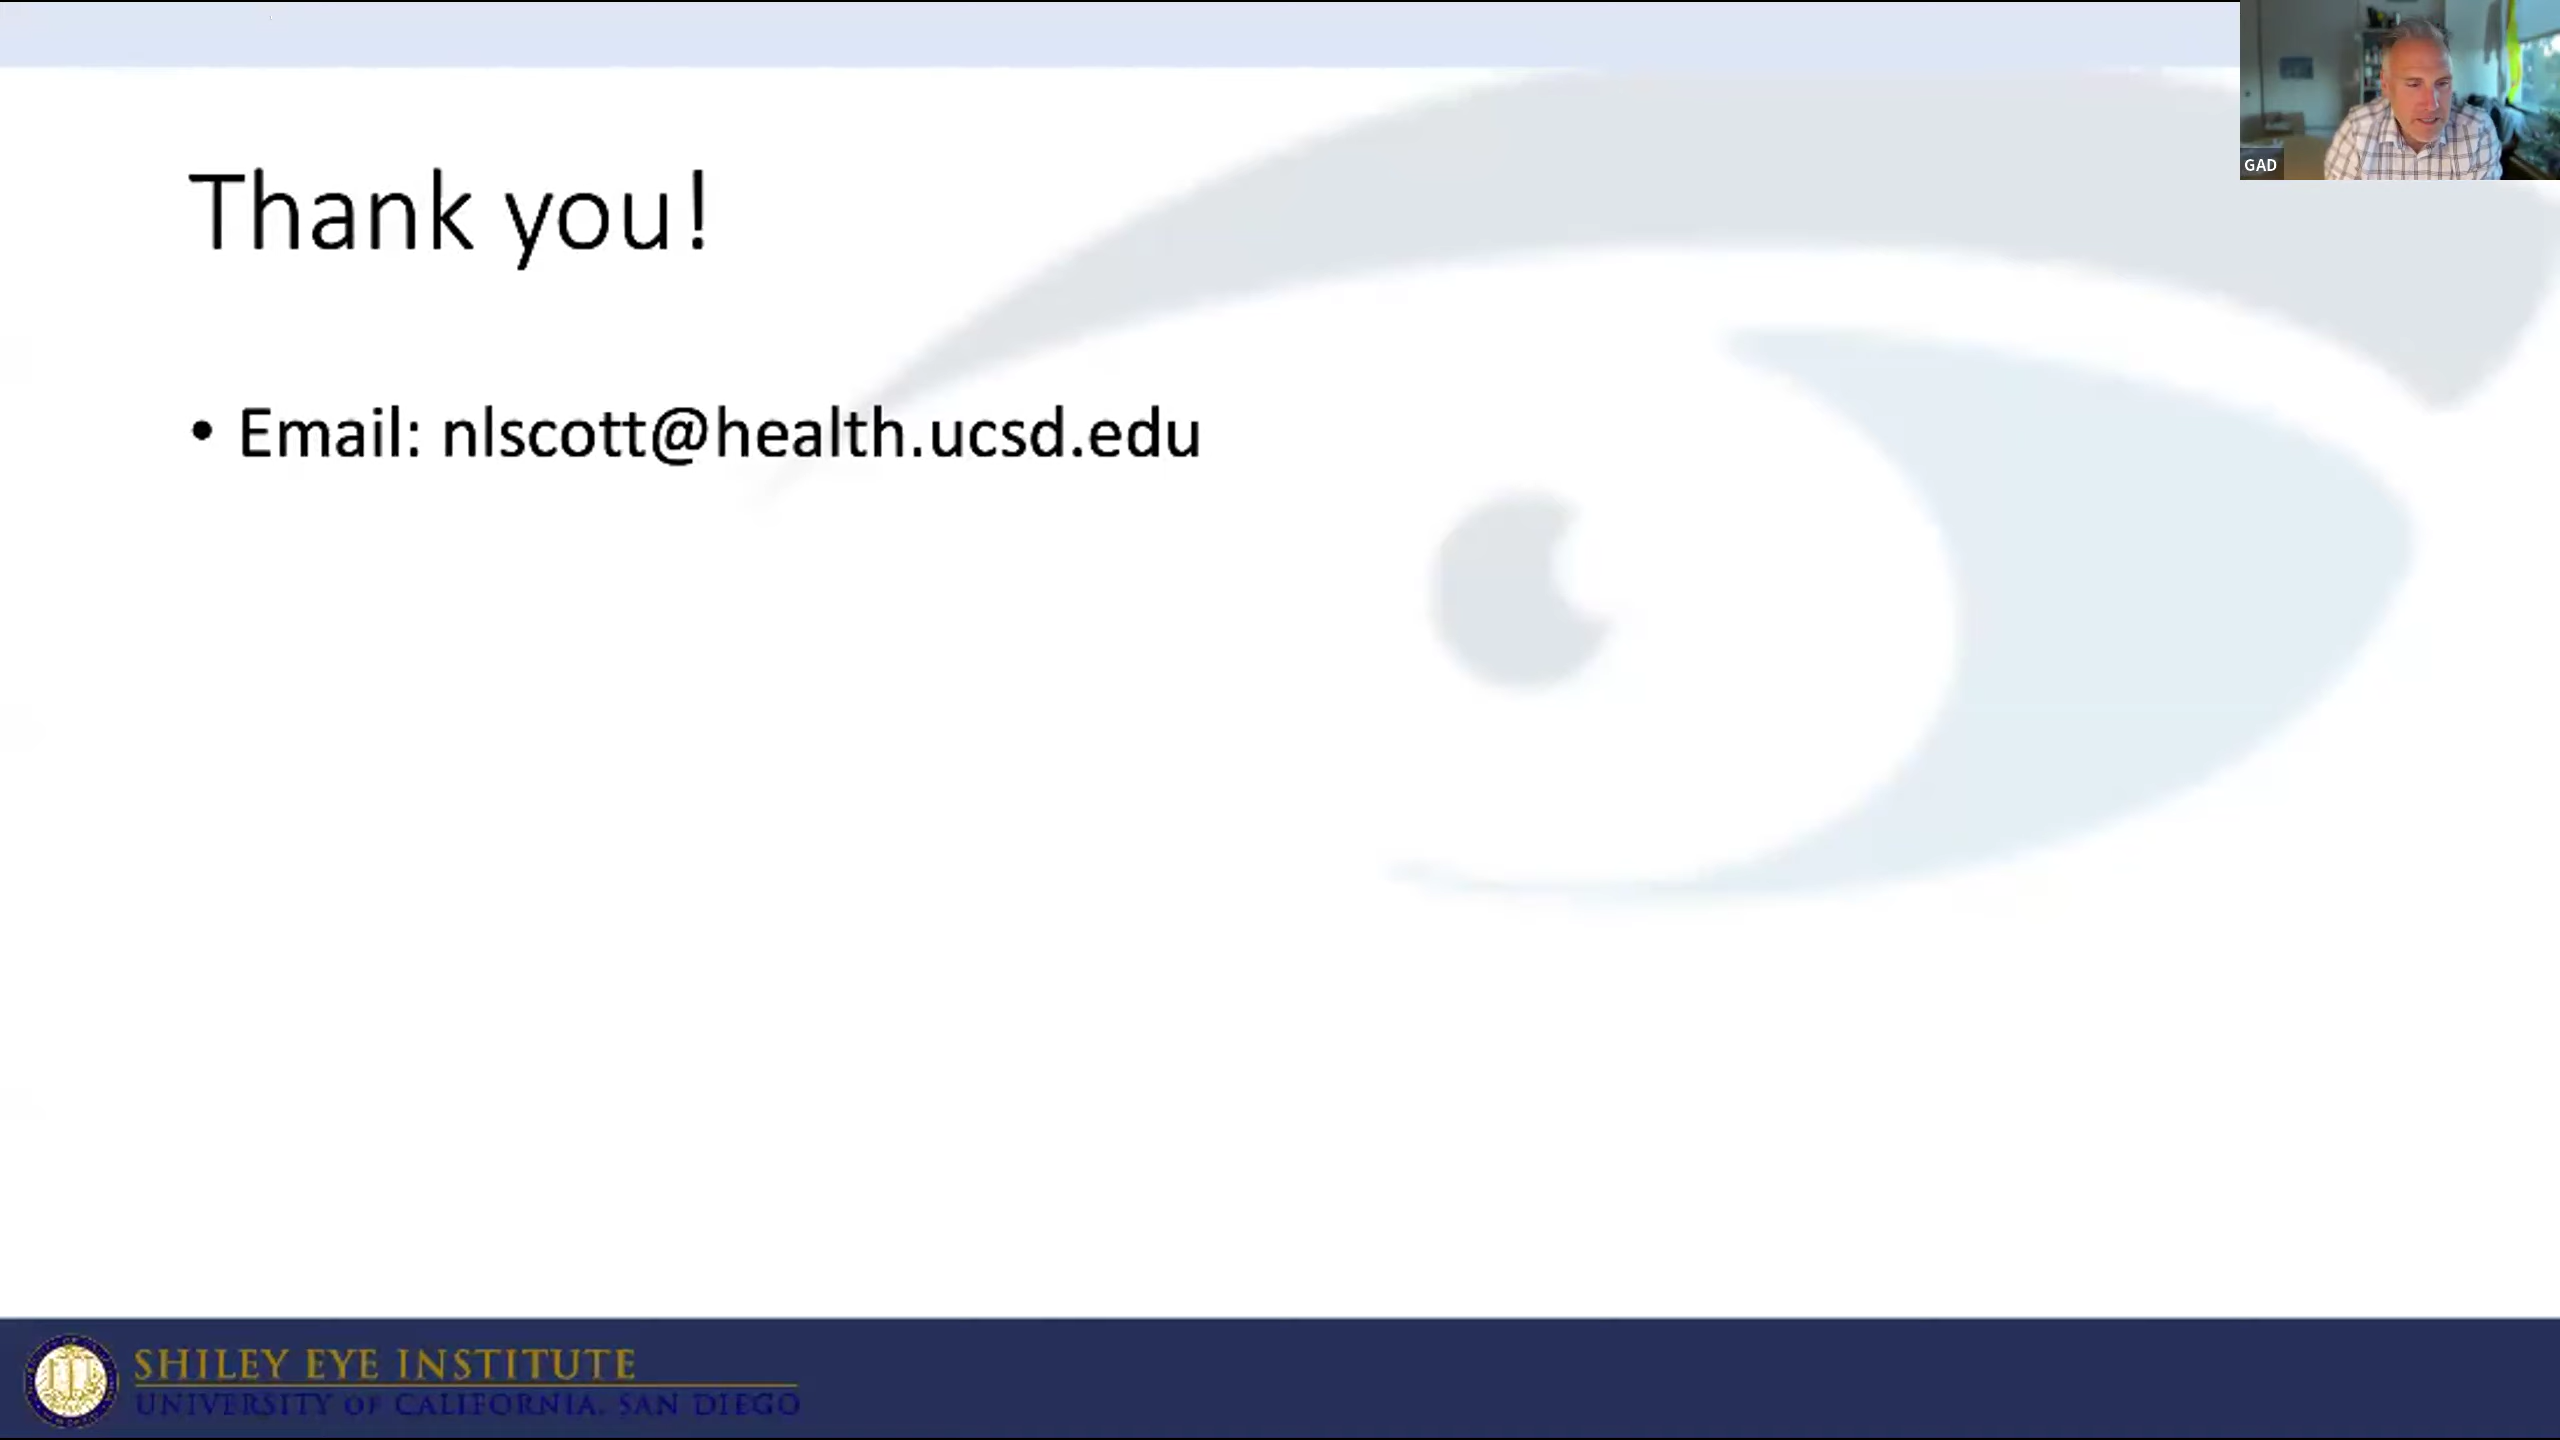 GAD
Thank you!
• Email: nlscott@health.ucsd.edu
SHILEY EYE INSTITUTE
UNIVERSITY OF CALIFORNIA, SAN DIEGO